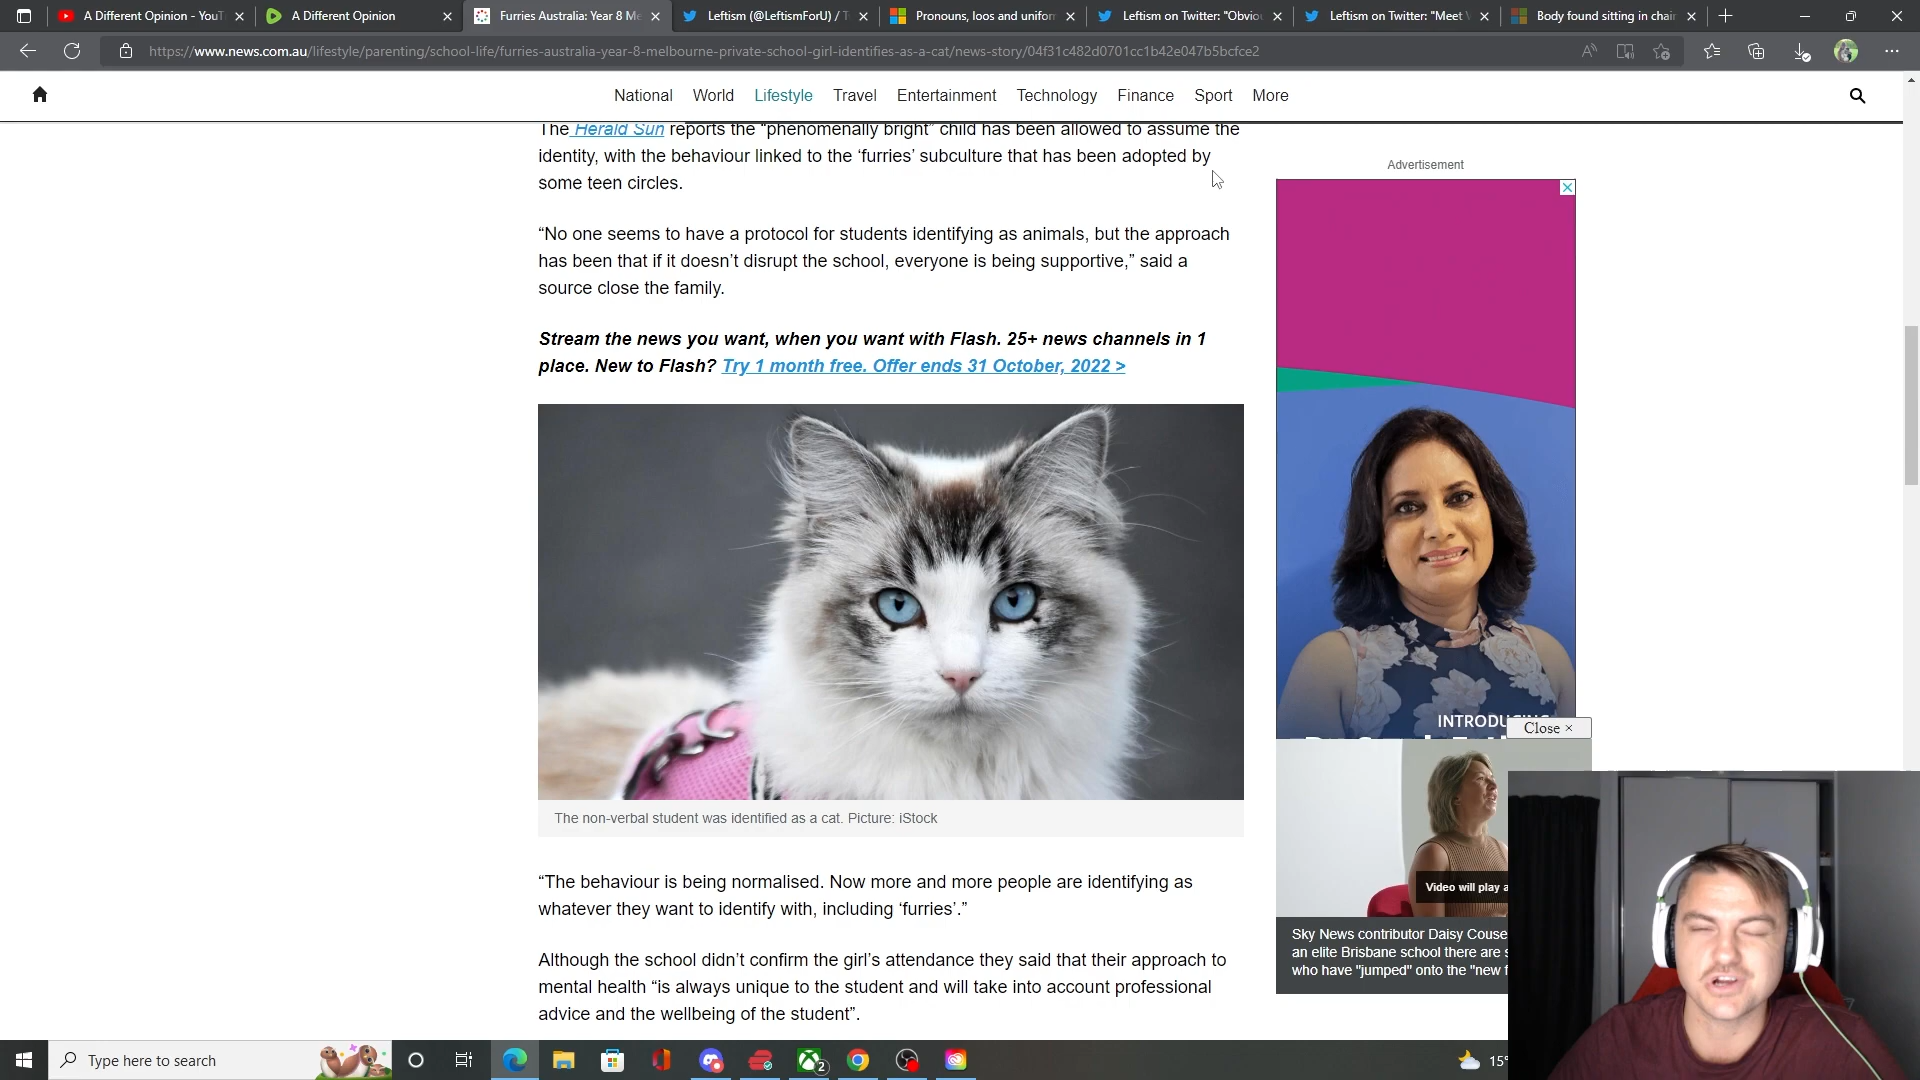 A Different Opinion - YouT
A Different Opinion
Furries Australia: Year 8 Me
Leftism (@LeftismForU) / T
Pronouns, loos and uniform
Leftism on Twitter: "Obviou
Leftism on Twitter: "Meet
Body found sitting in chair
https://www.news.com.au/lifestyle/parenting/school-life/furries-australia-year-8-melbourne-private-school-girl-identifies-as-a-cat/news-story/04f31c482d0701cc1b42e047b5bcfce2
National World Lifestyle Travel Entertainment Technology Finance Sport More
The Herald Sun reports the “phenomenally bright” child has been allowed to assume the
identity, with the behaviour linked to the ‘furries’ subculture that has been adopted by
some teen circles.
Advertisement
“No one seems to have a protocol for students identifying as animals, but the approach
has been that if it doesn’t disrupt the school, everyone is being supportive,” said a
source close the family.
Stream the news you want, when you want with Flash. 25+ news channels in 1
place. New to Flash? Try 1 month free. Offer ends 31 October, 2022 >
INTRODUCING
Close ×
The non-verbal student was identified as a cat. Picture: iStock
“The behaviour is being normalised. Now more and more people are identifying as
whatever they want to identify with, including ‘furries’.”
Video will play a
Sky News contributor Daisy Couse
an elite Brisbane school there are s
who have "jumped" onto the "new f
Although the school didn’t confirm the girl’s attendance they said that their approach to
mental health “is always unique to the student and will take into account professional
advice and the wellbeing of the student”.
Type here to search
2
15°